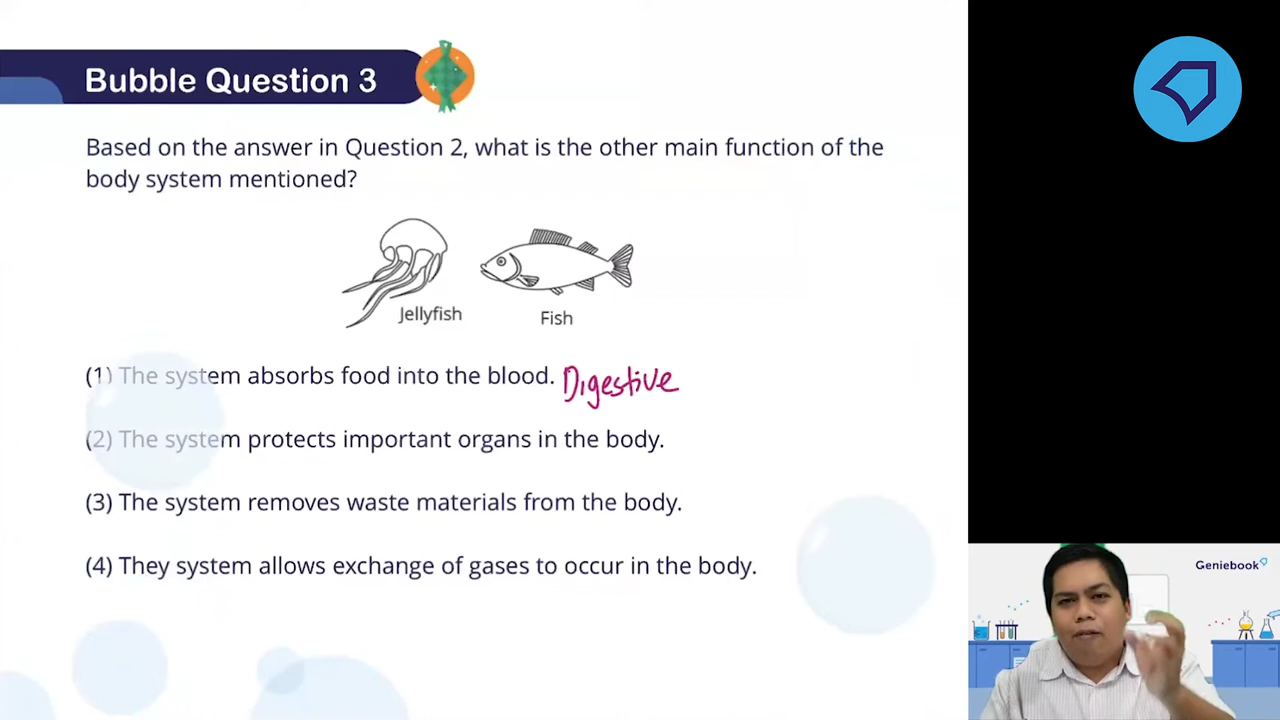 Bubble Question 3
Based on the answer in Question 2, what is the other main function of the
body system mentioned?
Jellyfish
Fish
(1) The system absorbs food into the blood. Digestive
(2) The system protects important organs in the body.
(3) The system removes waste materials from the body.
(4) They system allows exchange of gases to occur in the body.
Geniebook